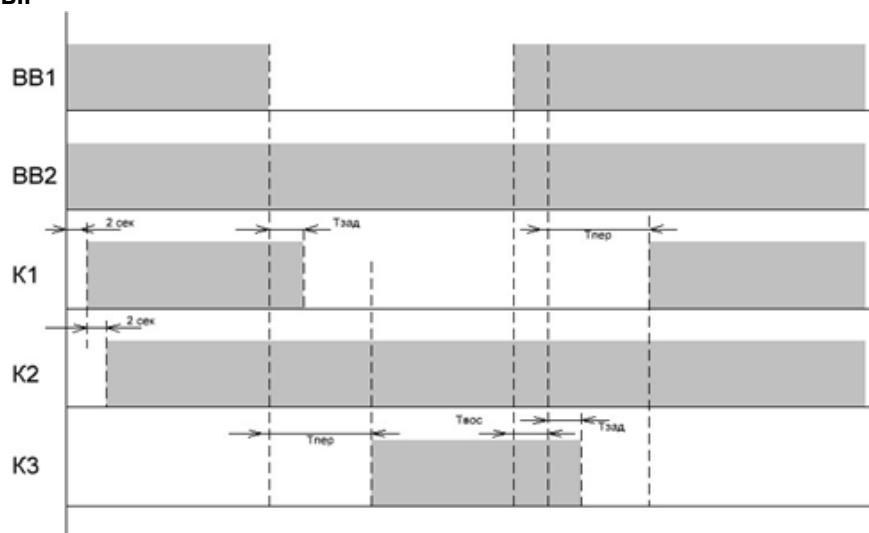 ВВ1
ВВ2
2 сек
Тзад
Тпер
К1
2 сек
К2
Твос
Тзад
Тпер
К3